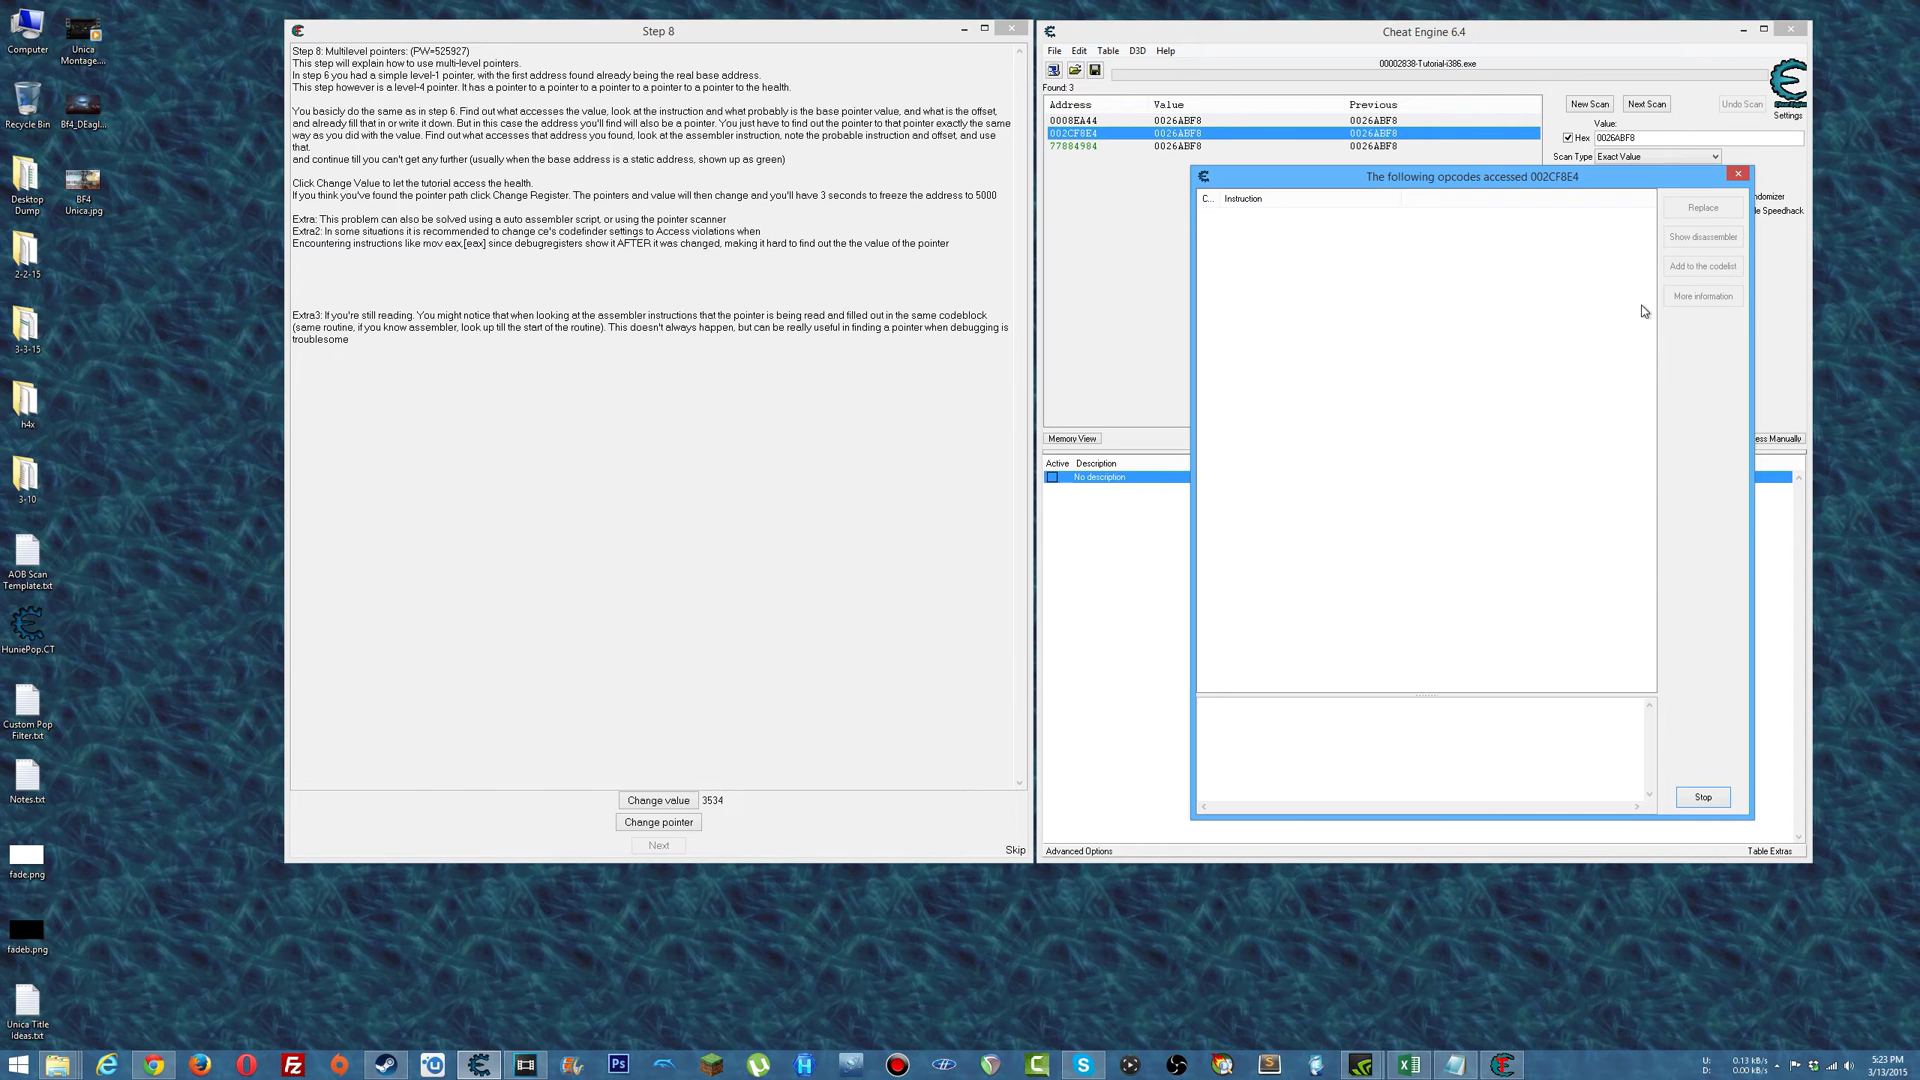 Computer
Unica
Montage....
Recycle Bin
Bf4_DEagl...
Desktop
Dump
BF4
Unica.jpg
2-2-15
3-3-15
h4x
3-10
AOB Scan
Template.txt
HuniePop.CT
Custom Pop
Filter.txt
Notes.txt
fade.png
fadeb.png
Unica Title
Ideas.txt
Step 8
Step 8: Multilevel pointers: (PW=525927)
This step will explain how to use multi-level pointers.
In step 6 you had a simple level-1 pointer, with the first address found already being the real base address.
This step however is a level-4 pointer. It has a pointer to a pointer to a pointer to a pointer to a pointer to the health.
You basicly do the same as in step 6. Find out what accesses the value, look at the instruction and what probably is the base pointer value, and what is the offset,
and already fill that in or write it down. But in this case the address you'll find will also be a pointer. You just have to find out the pointer to that pointer exactly the same
way as you did with the value. Find out what accesses that address you found, look at the assembler instruction, note the probable instruction and offset, and use
that.
and continue till you can't get any further (usually when the base address is a static address, shown up as green)
Click Change Value to let the tutorial access the health.
If you think you've found the pointer path click Change Register. The pointers and value will then change and you'll have 3 seconds to freeze the address to 5000
Extra: This problem can also be solved using a auto assembler script, or using the pointer scanner
Extra2: In some situations it is recommended to change ce's codefinder settings to Access violations when
Encountering instructions like mov eax,[eax] since debugregisters show it AFTER it was changed, making it hard to find out the the value of the pointer
Extra3: If you're still reading. You might notice that when looking at the assembler instructions that the pointer is being read and filled out in the same codeblock
(same routine, if you know assembler, look up till the start of the routine). This doesn't always happen, but can be really useful in finding a pointer when debugging is
troublesome
Change value 3534
Change pointer
Next
Skip
Cheat Engine 6.4
File Edit Table D3D Help
00002838-Tutorial-i386.exe
Found: 3
Address Value Previous
0008EA44 0026ABF8 0026ABF8
002CF8E4 0026ABF8 0026ABF8
77884984 0026ABF8 0026ABF8
New Scan Next Scan Undo Scan
Settings
Value:
Hex 0026ABF8
Scan Type Exact Value
The following opcodes accessed 002CF8E4
C... Instruction
Replace
Show disassembler
Add to the codelist
More information
Stop
Memory View
Active Description
No description
Advanced Options
Table Extras
U: 0.13 kB/s
D: 0.00 kB/s
5:23 PM
3/13/2015